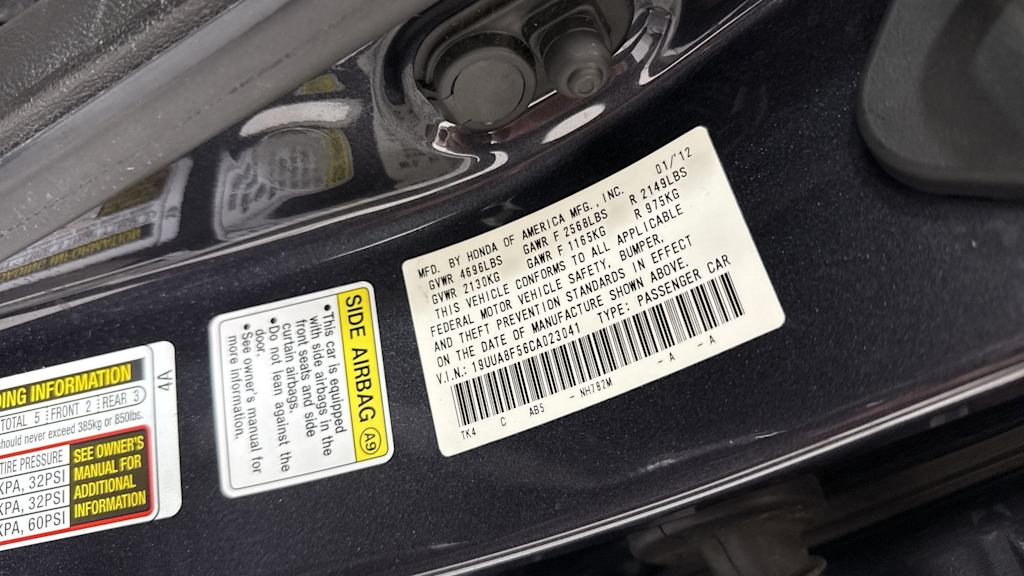 MFD. BY HONDA OF AMERICA MFG., INC. 01/'12
GVWR 4696LBS GAWR F 2568LBS R 2149LBS
GVWR 2130KG GAWR F 1165KG R 975KG
THIS VEHICLE CONFORMS TO ALL APPLICABLE
FEDERAL MOTOR VEHICLE SAFETY, BUMPER,
AND THEFT PREVENTION STANDARDS IN EFFECT
ON THE DATE OF MANUFACTURE SHOWN ABOVE.
V.I.N.: 19UUA8F56CA023041 TYPE: PASSENGER CAR
TK4 C AB5 - NH782M - A - A
SIDE AIRBAG A9
•This car is equipped
with side airbags in the
front seats and side
curtain airbags.
•Do not lean against the
door.
•See owner's manual for
more information.
4A
DING INFORMATION
TOTAL 5 FRONT 2 REAR 3
should never exceed 385kg or 850lbs.
TIRE PRESSURE
KPA, 32PSI
KPA, 32PSI
KPA, 60PSI
SEE OWNER'S
MANUAL FOR
ADDITIONAL
INFORMATION